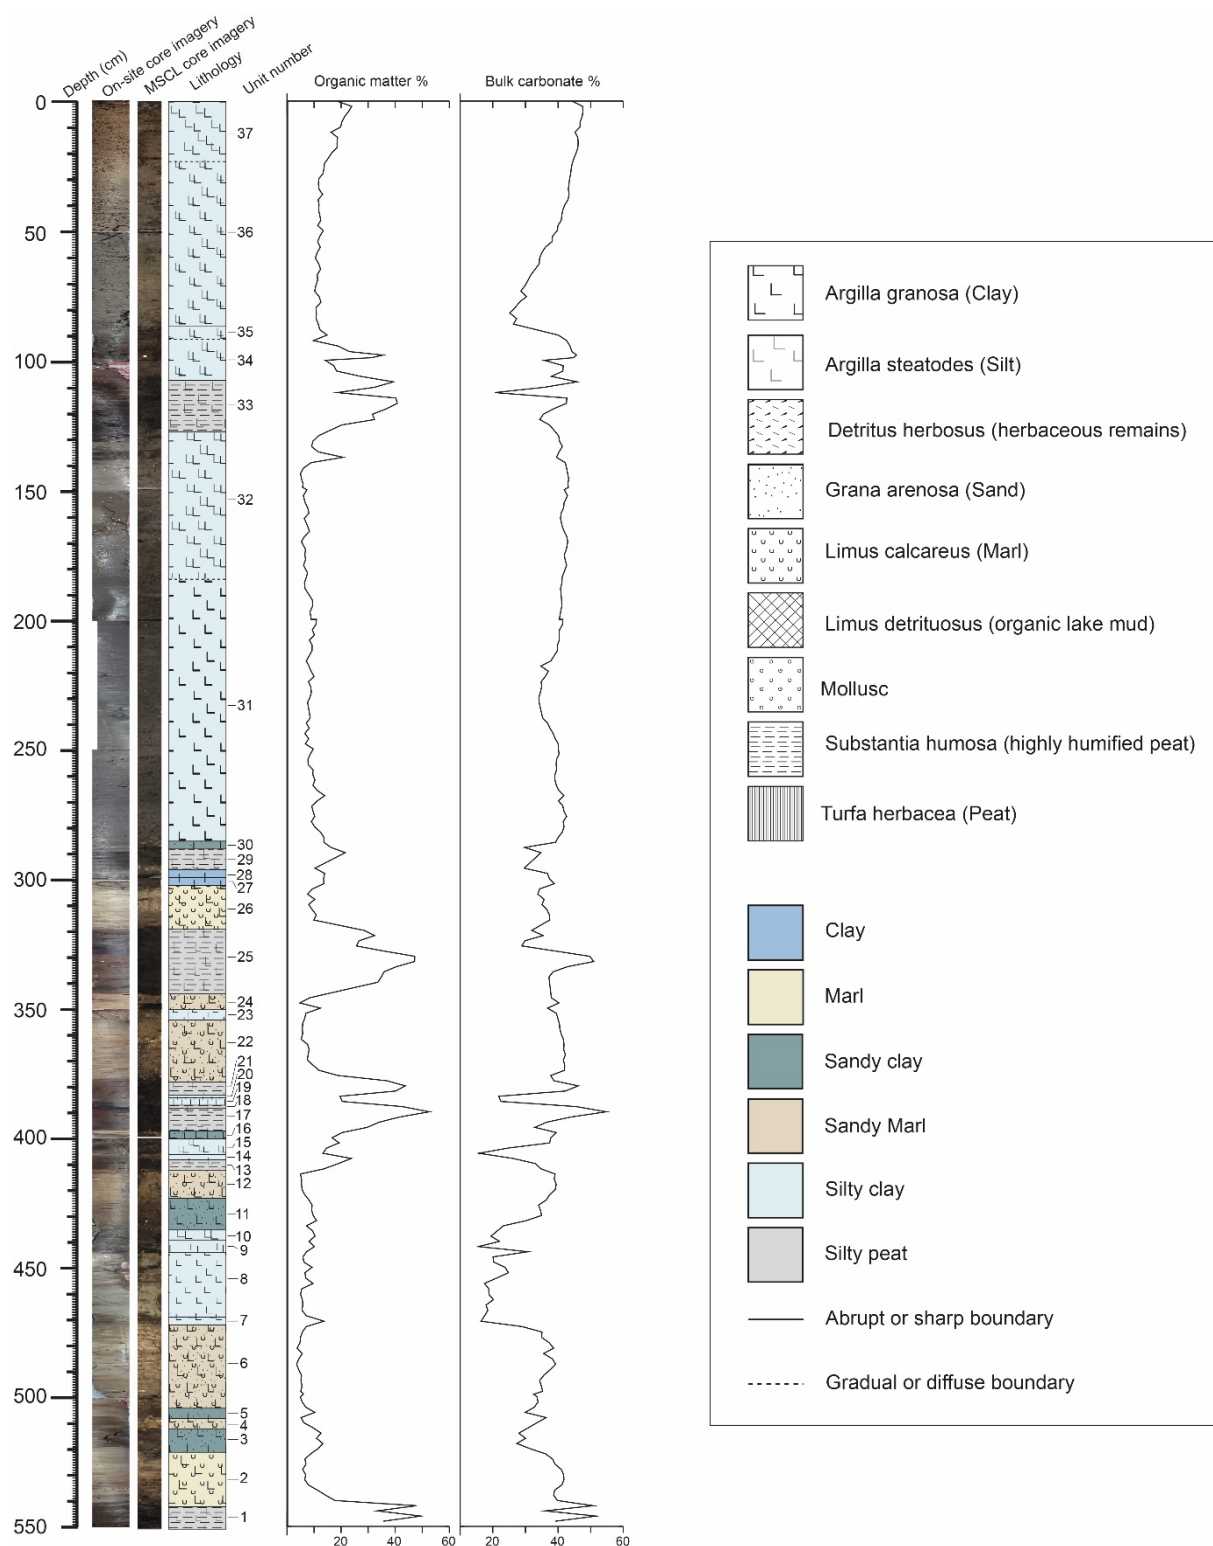 Depth (cm)
On-site core imagery
MSCL core imagery
Lithology
Unit number
Organic matter %
Bulk carbonate %
0
50
100
150
200
250
300
350
400
450
500
550
37
36
35
34
33
32
31
30
29
28
27
26
25
24
23
22
21
20
19
18
17
16
15
14
13
12
11
10
9
8
7
6
5
4
3
2
1
20 40 60
20 40 60
Argilla granosa (Clay)
Argilla steatodes (Silt)
Detritus herbosus (herbaceous remains)
Grana arenosa (Sand)
Limus calcareus (Marl)
Limus detrituosus (organic lake mud)
Mollusc
Substantia humosa (highly humified peat)
Turfa herbacea (Peat)
Clay
Marl
Sandy clay
Sandy Marl
Silty clay
Silty peat
Abrupt or sharp boundary
Gradual or diffuse boundary